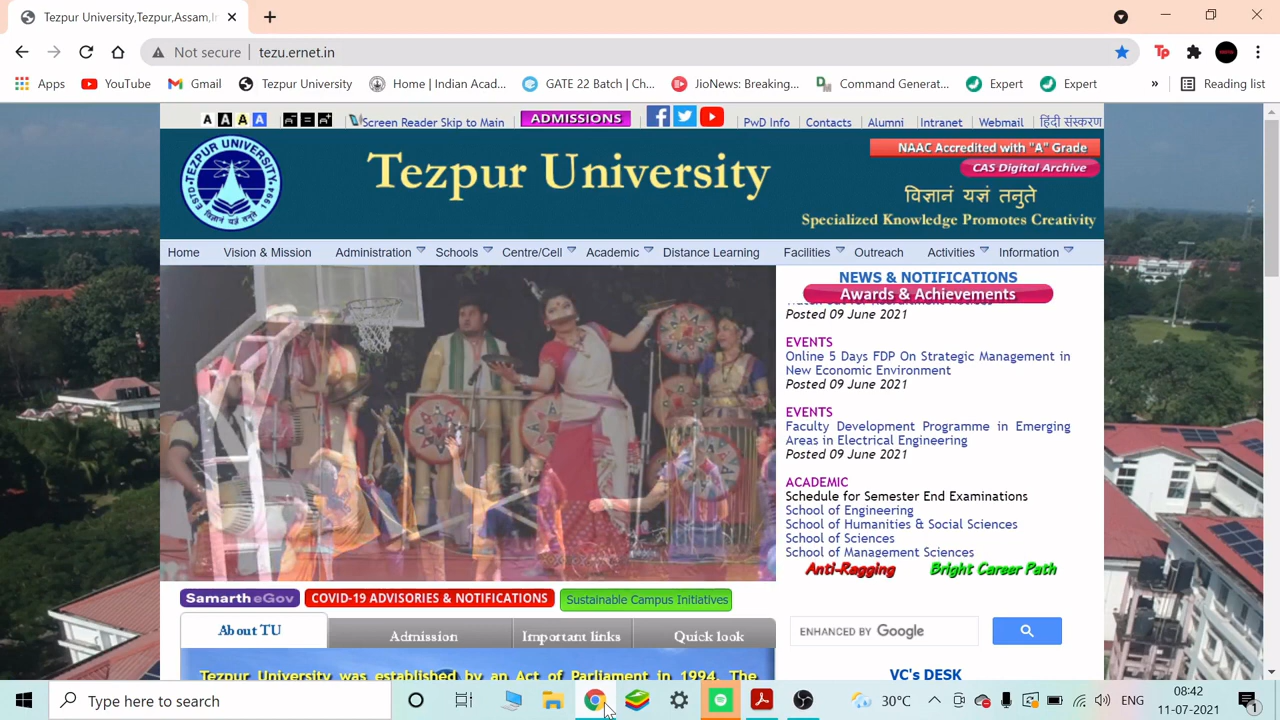 Tezpur University,Tezpur,Assam,In
Not secure | tezu.ernet.in
Apps YouTube Gmail Tezpur University Home | Indian Acad... GATE 22 Batch | Ch... JioNews: Breaking... Command Generat... Expert Expert » Reading list
A A A A Screen Reader Skip to Main ADMISSIONS PwD Info Contacts Alumni Intranet Webmail हिंदी संस्करण
NAAC Accredited with "A" Grade
CAS Digital Archive
Tezpur University
विज्ञानं यज्ञं तनुते
Specialized Knowledge Promotes Creativity
TEZPUR UNIVERSITY
ESTD. विज्ञानं यज्ञं तनुते 1994
Home Vision & Mission Administration Schools Centre/Cell Academic Distance Learning Facilities Outreach Activities Information
NEWS & NOTIFICATIONS
Awards & Achievements
Posted 09 June 2021
EVENTS
Online 5 Days FDP On Strategic Management in
New Economic Environment
Posted 09 June 2021
EVENTS
Faculty Development Programme in Emerging
Areas in Electrical Engineering
Posted 09 June 2021
ACADEMIC
Schedule for Semester End Examinations
School of Engineering
School of Humanities & Social Sciences
School of Sciences
School of Management Sciences
Anti-Ragging Bright Career Path
Samarth eGov COVID-19 ADVISORIES & NOTIFICATIONS Sustainable Campus Initiatives
About TU Admission Important links Quick look
ENHANCED BY Google
Tezpur University was established by an Act of Parliament in 1994. The
VC's DESK
Type here to search
30°C ENG 08:42
11-07-2021
1